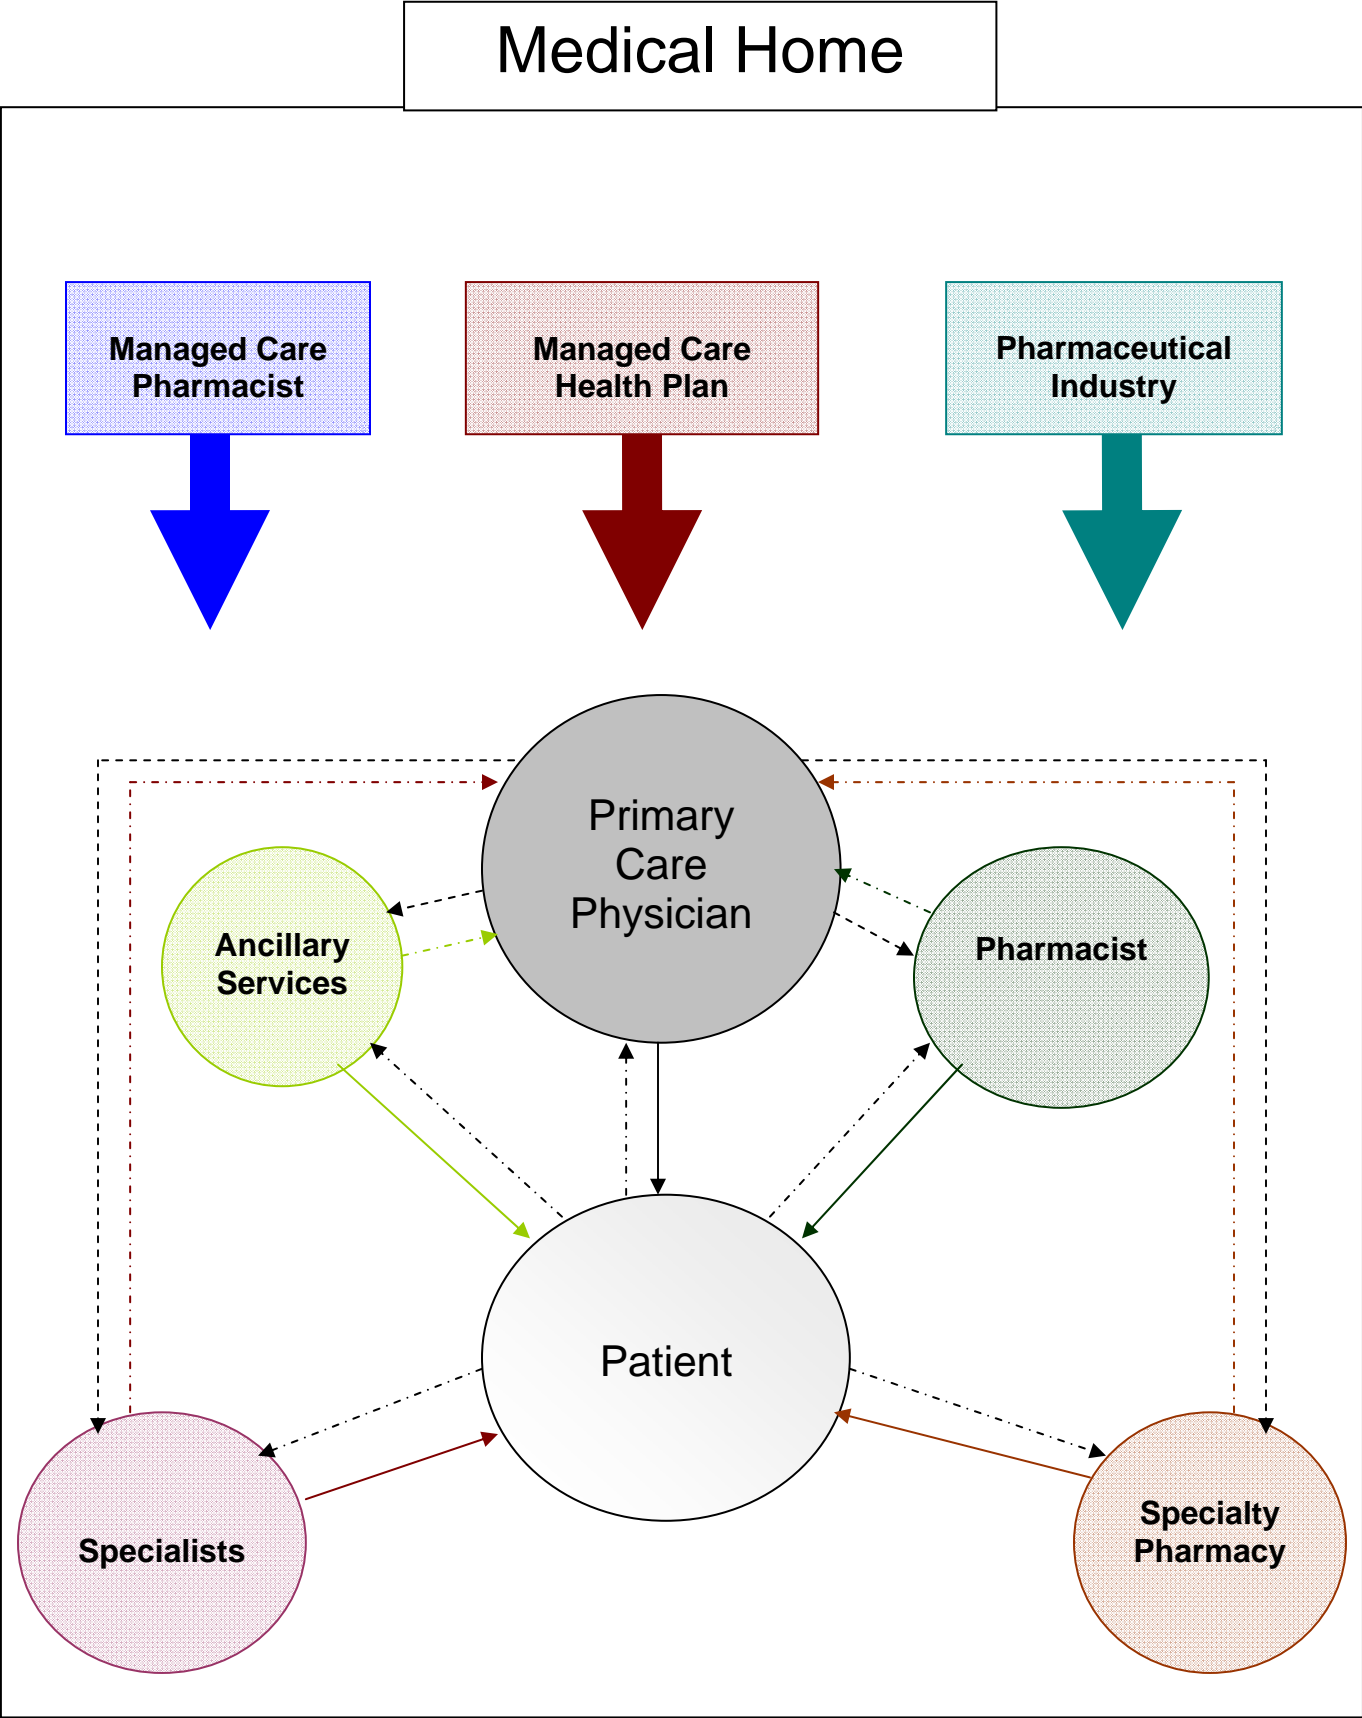 Medical Home
Managed Care
Pharmacist
Managed Care
Health Plan
Pharmaceutical
Industry
Primary
Care
Physician
Ancillary
Services
Pharmacist
Patient
Specialists
Specialty
Pharmacy